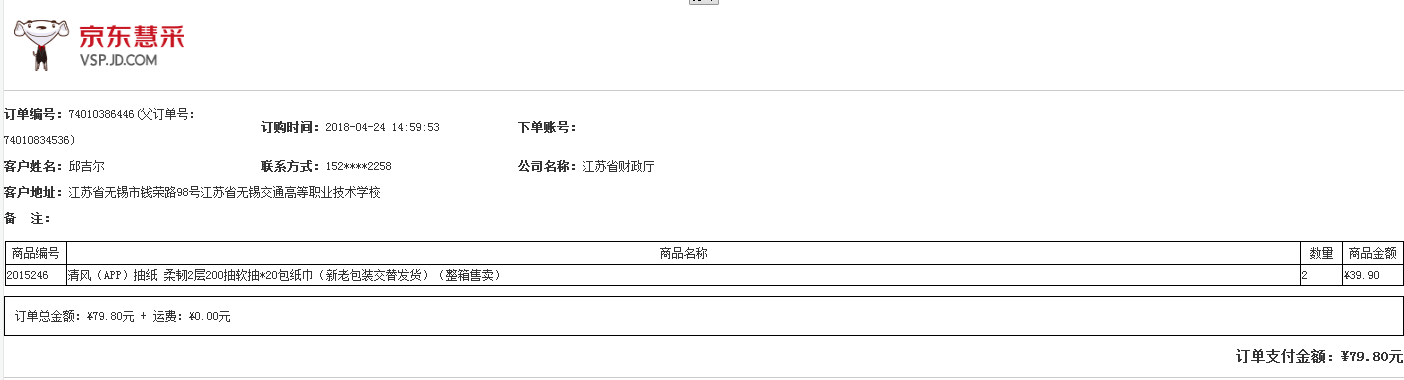 京东慧采
VSP.JD.COM
订单编号：74010386446(父订单号：
74010834536)
订购时间：2018-04-24 14:59:53
下单账号：
客户姓名：邱吉尔
联系方式：152****2258
公司名称：江苏省财政厅
客户地址：江苏省无锡市钱荣路98号江苏省无锡交通高等职业技术学校
备 注：
商品编号 商品名称 数量 商品金额
2015246 清风（APP）抽纸 柔韧2层200抽软抽*20包纸巾（新老包装交替发货）（整箱售卖） 2 ¥39.90
订单总金额：¥79.80元 + 运费：¥0.00元
订单支付金额：¥79.80元